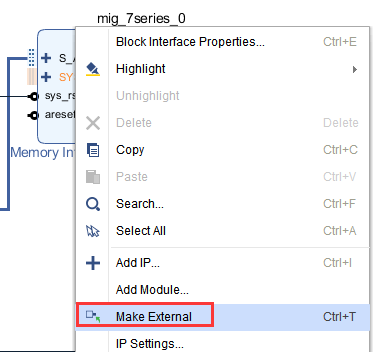 mig_7series_0
S_A
SYS
sys_rs
areset
Memory Int
Block Interface Properties... Ctrl+E
Highlight
Unhighlight
Delete Delete
Copy Ctrl+C
Paste Ctrl+V
Search... Ctrl+F
Select All Ctrl+A
Add IP... Ctrl+I
Add Module...
Make External Ctrl+T
IP Settings...